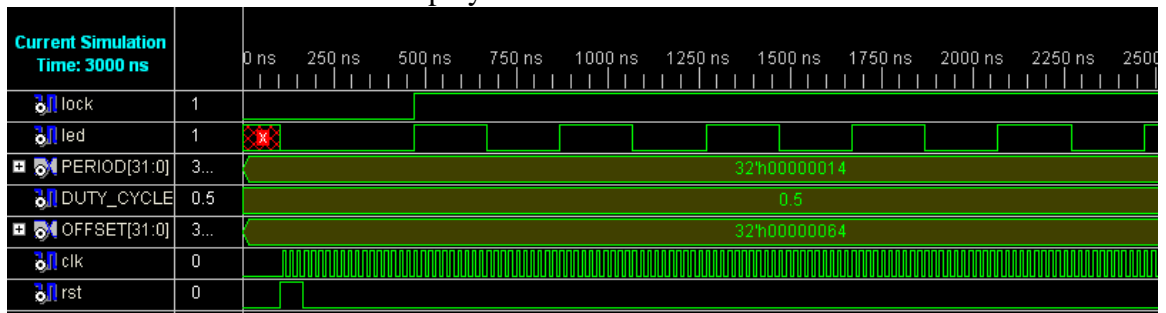 Current Simulation
Time: 3000 ns
0 ns 250 ns 500 ns 750 ns 1000 ns 1250 ns 1500 ns 1750 ns 2000 ns 2250 ns 2500
lock 1
led 1 X
PERIOD[31:0] 3... 32'h00000014
DUTY_CYCLE 0.5 0.5
OFFSET[31:0] 3... 32'h00000064
clk 0
rst 0